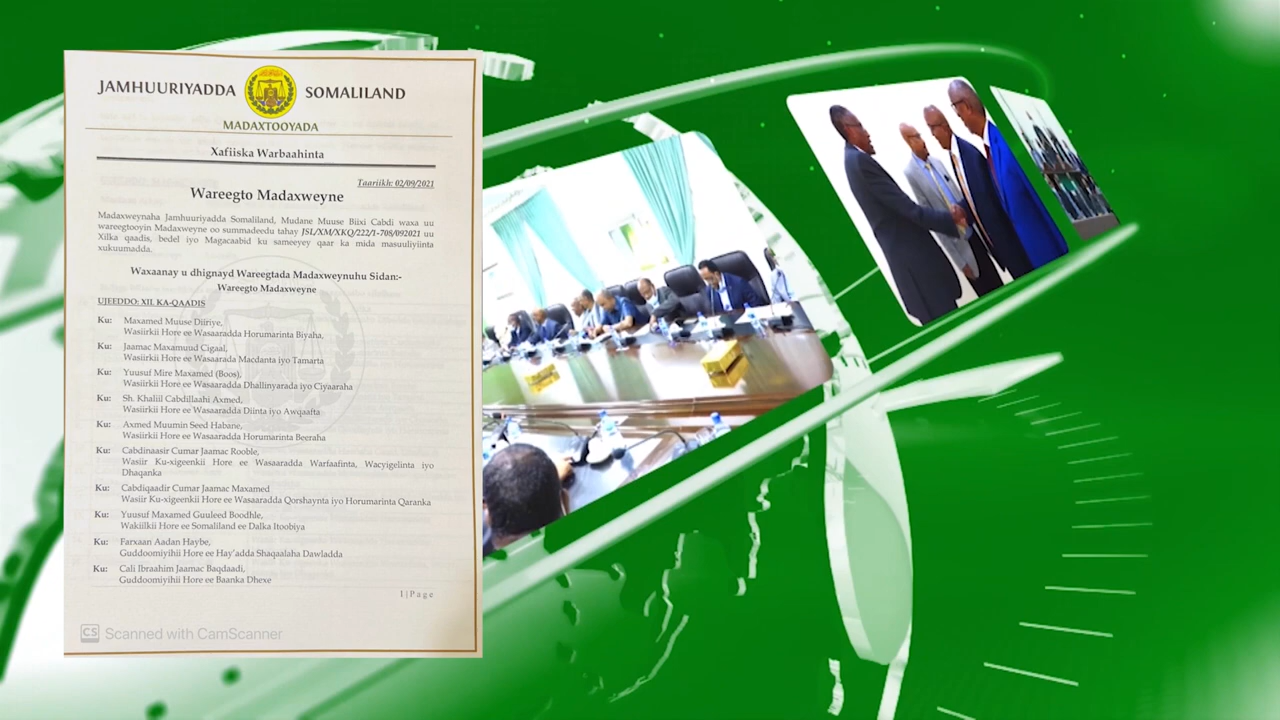 JAMHUURIYADDA SOMALILAND
MADAXTOOYADA
Xafiiska Warbaahinta
Taariikh: 02/09/2021
Wareegto Madaxweyne
Madaxweynaha Jamhuuriyadda Somaliland, Mudane Muuse Biixi Cabdi waxa uu
wareegtooyin Madaxweyne oo summadeedu tahay JSL/XM/XKQ/222/1-708/092021 uu
Xilka qaadis, bedel iyo Magacaabid ku sameeyey qaar ka mida masuuliyiinta
xukuumadda.
Waxaanay u dhignayd Wareegtada Madaxweynuhu Sidan:-
Wareegto Madaxweyne
UJEEDDO: XIL KA-QAADIS
Ku: Maxamed Muuse Diiriye,
Wasiirkii Hore ee Wasaaradda Horumarinta Biyaha,
Ku: Jaamac Maxamuud Cigaal,
Wasiirkii Hore ee Wasaarada Macdanta iyo Tamarta
Ku: Yuusuf Mire Maxamed (Boos),
Wasiirkii Hore ee Wasaaradda Dhallinyarada iyo Ciyaaraha
Ku: Sh. Khaliil Cabdillaahi Axmed,
Wasiirkii Hore ee Wasaaradda Diinta iyo Awqaafta
Ku: Axmed Muumin Seed Habane,
Wasiirkii Hore ee Wasaaradda Horumarinta Beeraha
Ku: Cabdinaasir Cumar Jaamac Rooble,
Wasiir Ku-xigeenkii Hore ee Wasaaradda Warfaafinta, Wacyigelinta iyo
Dhaqanka
Ku: Cabdiqaadir Cumar Jaamac Maxamed
Wasiir Ku-xigeenkii Hore ee Wasaaradda Qorshaynta iyo Horumarinta Qaranka
Ku: Yuusuf Maxamed Guuleed Boodhle,
Wakiilkii Hore ee Somaliland ee Dalka Itoobiya
Ku: Farxaan Aadan Haybe,
Guddoomiyihii Hore ee Hay'adda Shaqaalaha Dawladda
Ku: Cali Ibraahim Jaamac Baqdaadi,
Guddoomiyihii Hore ee Baanka Dhexe
1 | Page
CS Scanned with CamScanner